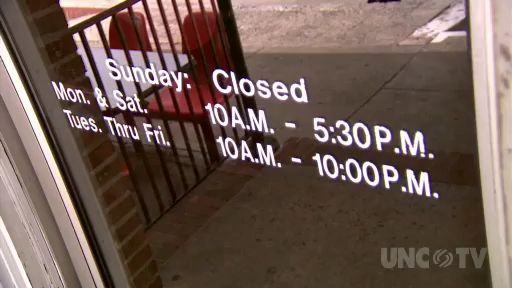 Sunday: Closed
Mon. & Sat. 10A.M. - 5:30P.M.
Tues. Thru Fri. 10A.M. - 10:00P.M.
UNC TV